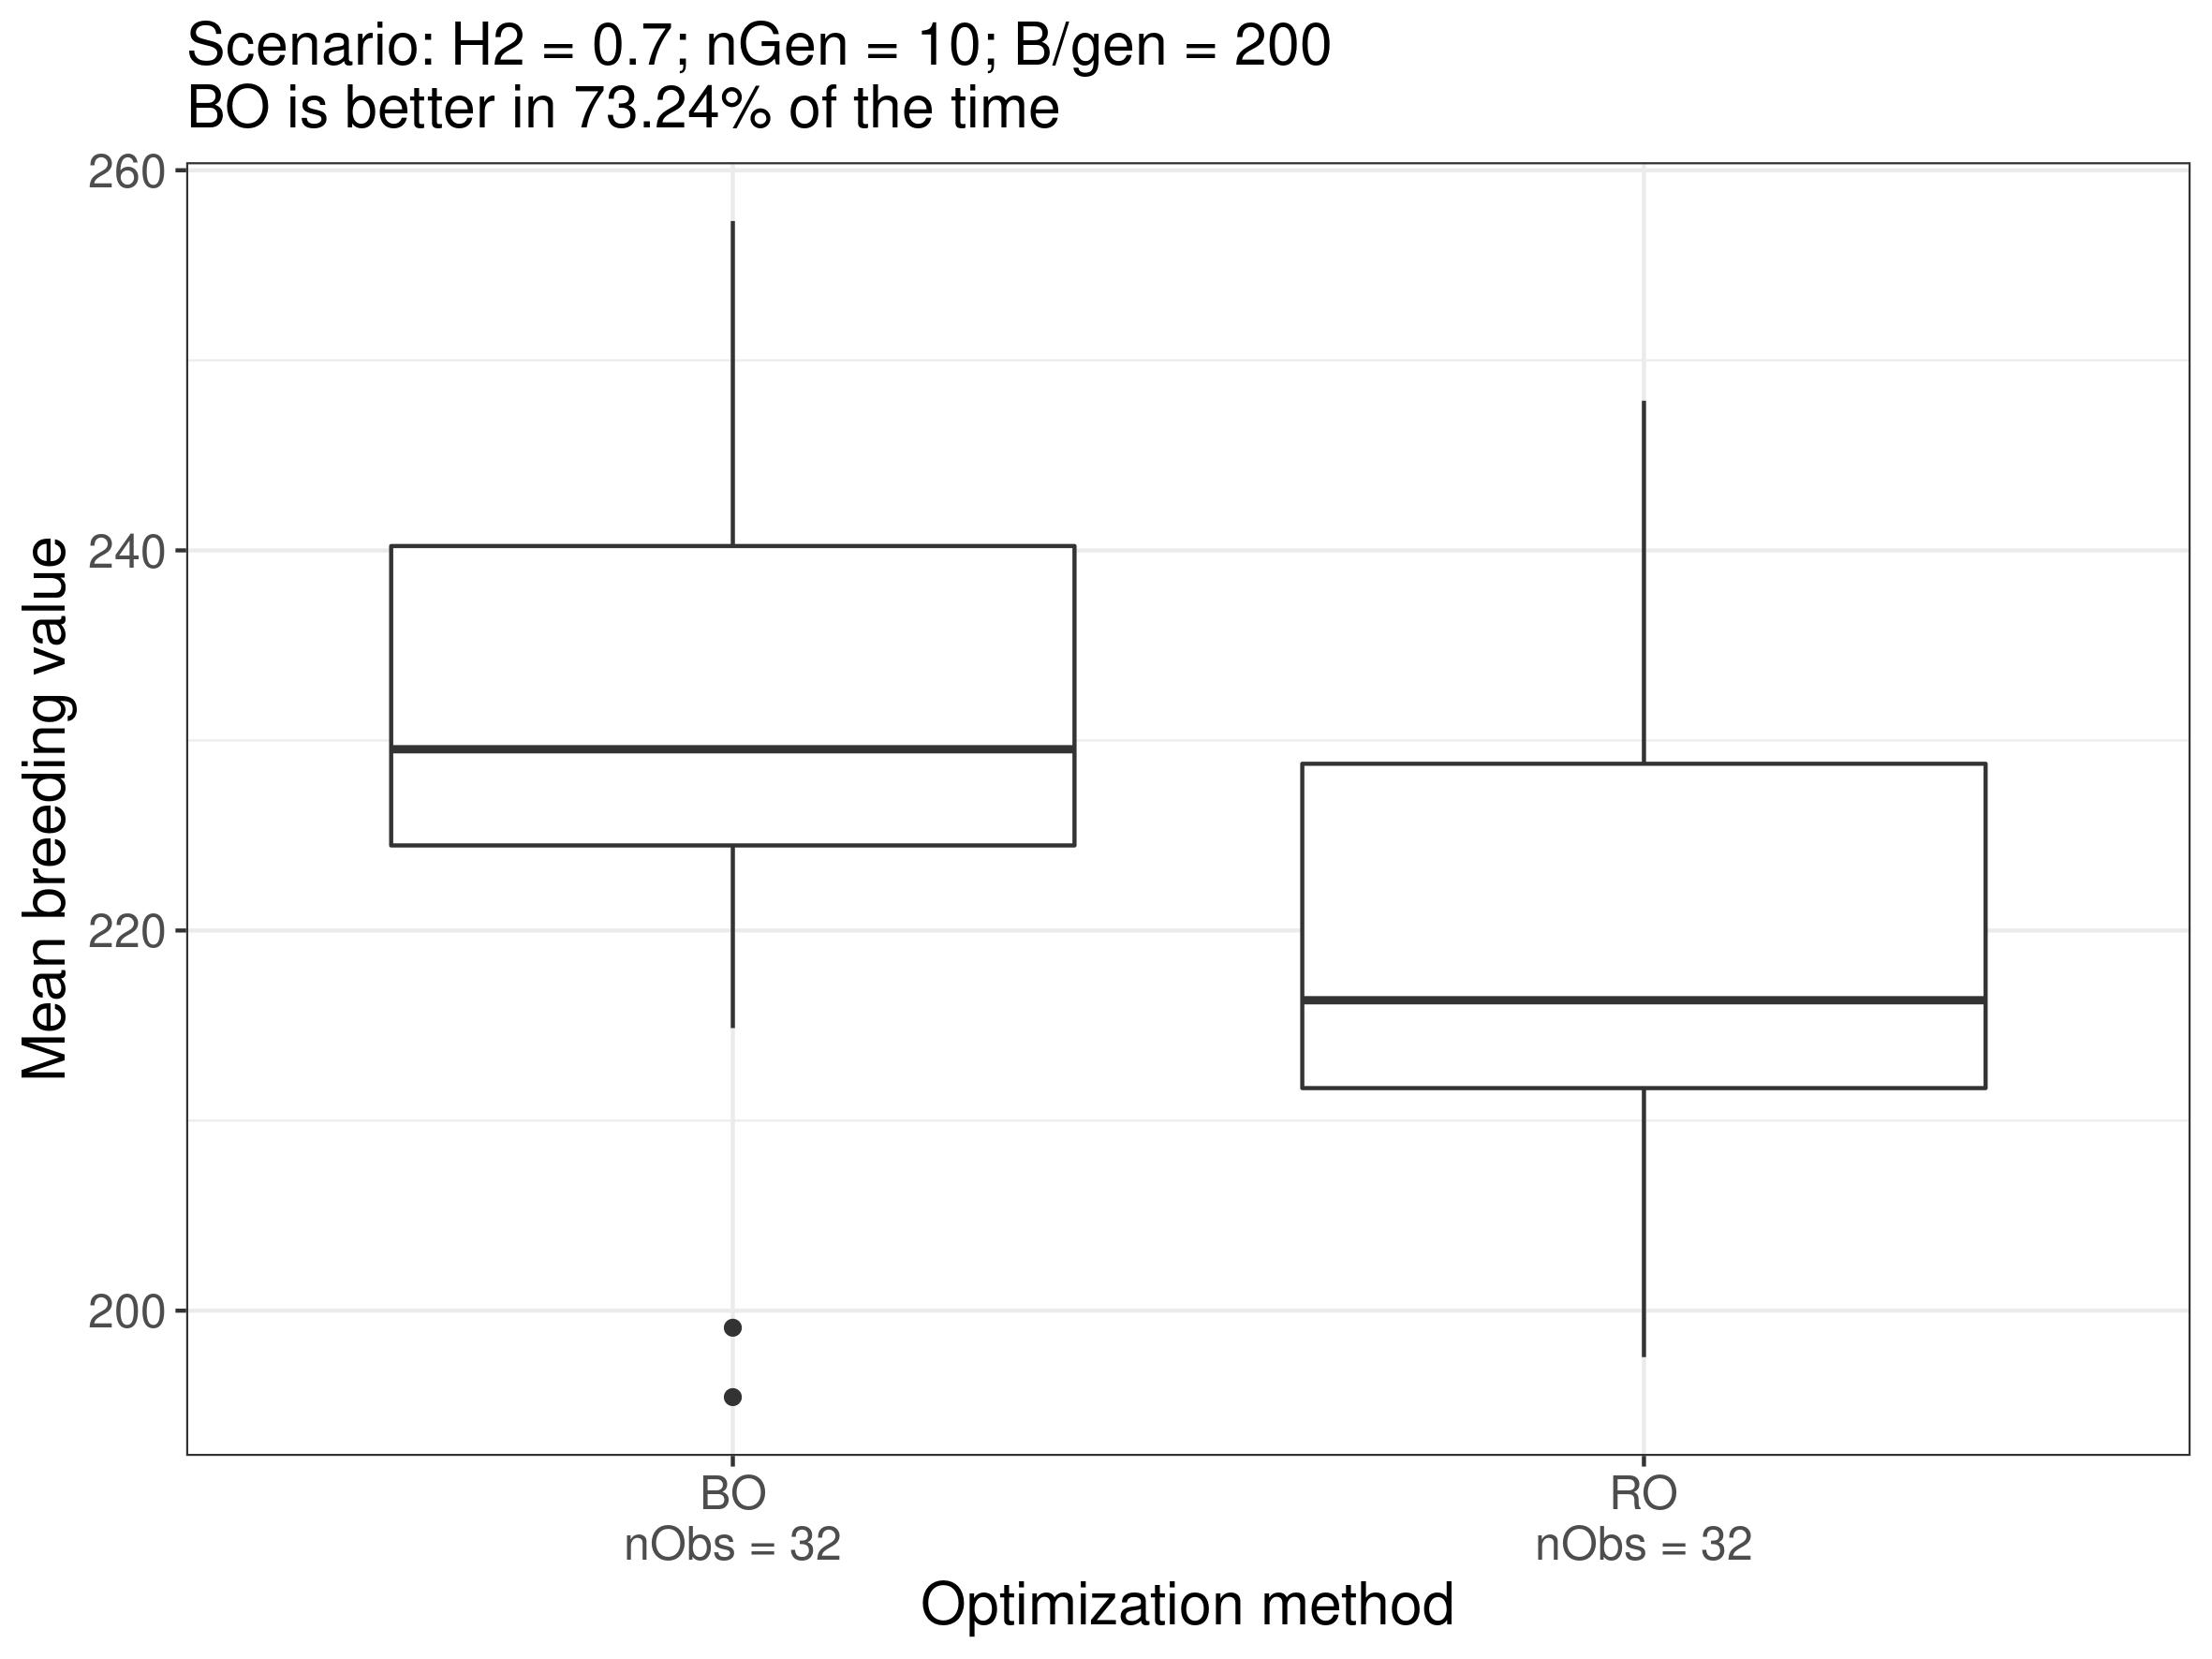 Scenario: H2 = 0.7; nGen = 10; B/gen = 200
BO is better in 73.24% of the time
260
240
220
200
Mean breeding value
BO
nObs = 32
RO
nObs = 32
Optimization method